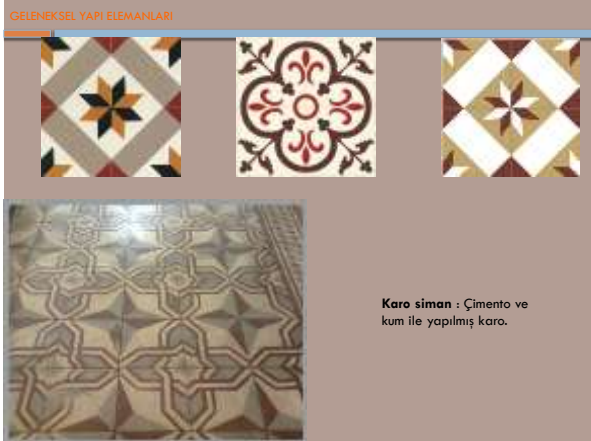 GELENEKSEL YAPI ELEMANLARI
Karo siman : Çimento ve
kum ile yapılmış karo.